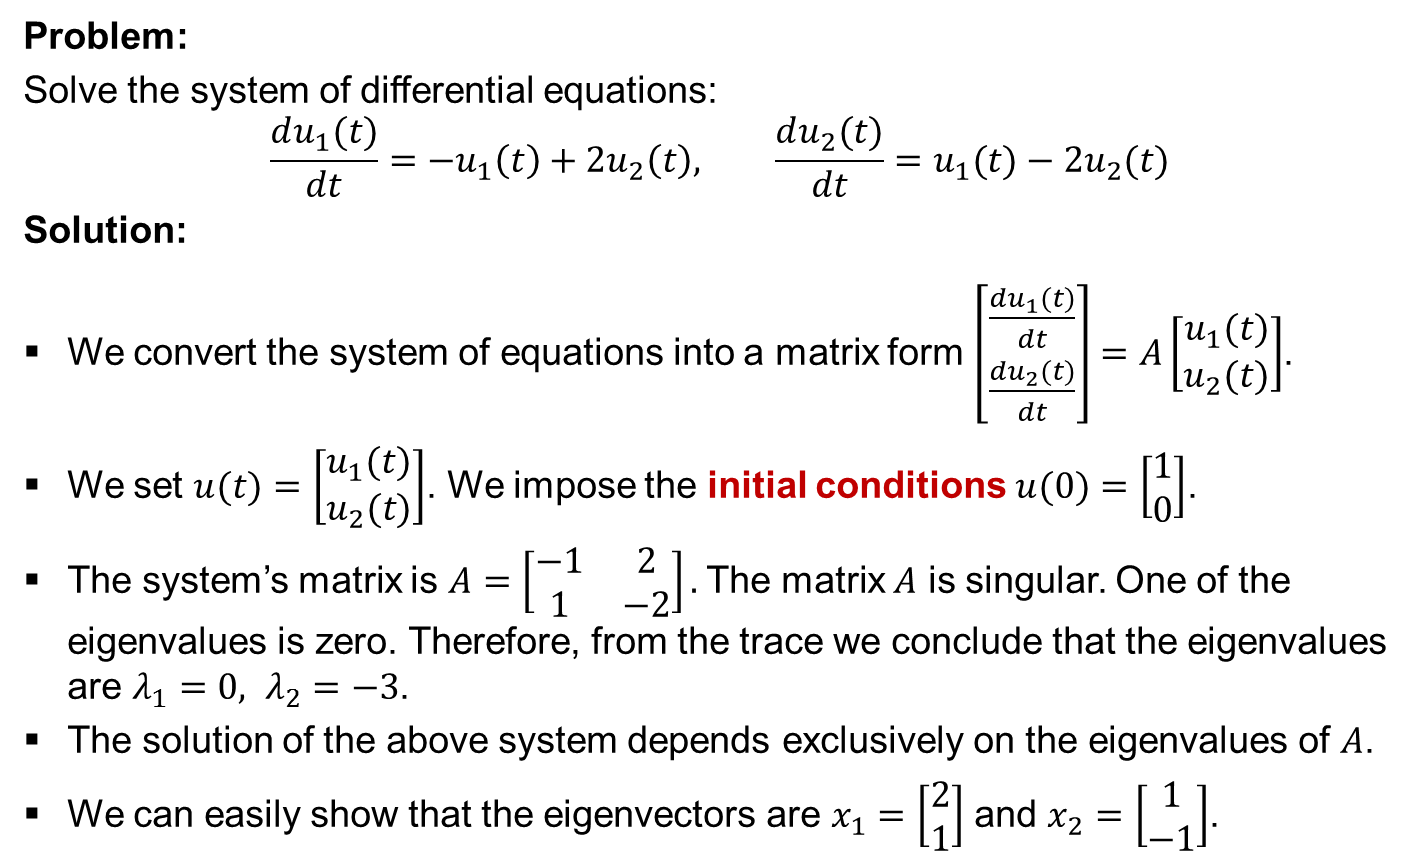 Problem:
Solve the system of differential equations:
du₁(t)/dt = −u₁(t) + 2u₂(t), du₂(t)/dt = u₁(t) − 2u₂(t)
Solution:
▪ We convert the system of equations into a matrix form [du₁(t)/dt; du₂(t)/dt] = A [u₁(t); u₂(t)].
▪ We set u(t) = [u₁(t); u₂(t)]. We impose the initial conditions u(0) = [1; 0].
▪ The system's matrix is A = [−1 2; 1 −2]. The matrix A is singular. One of the
eigenvalues is zero. Therefore, from the trace we conclude that the eigenvalues
are λ₁ = 0, λ₂ = −3.
▪ The solution of the above system depends exclusively on the eigenvalues of A.
▪ We can easily show that the eigenvectors are x₁ = [2; 1] and x₂ = [1; −1].